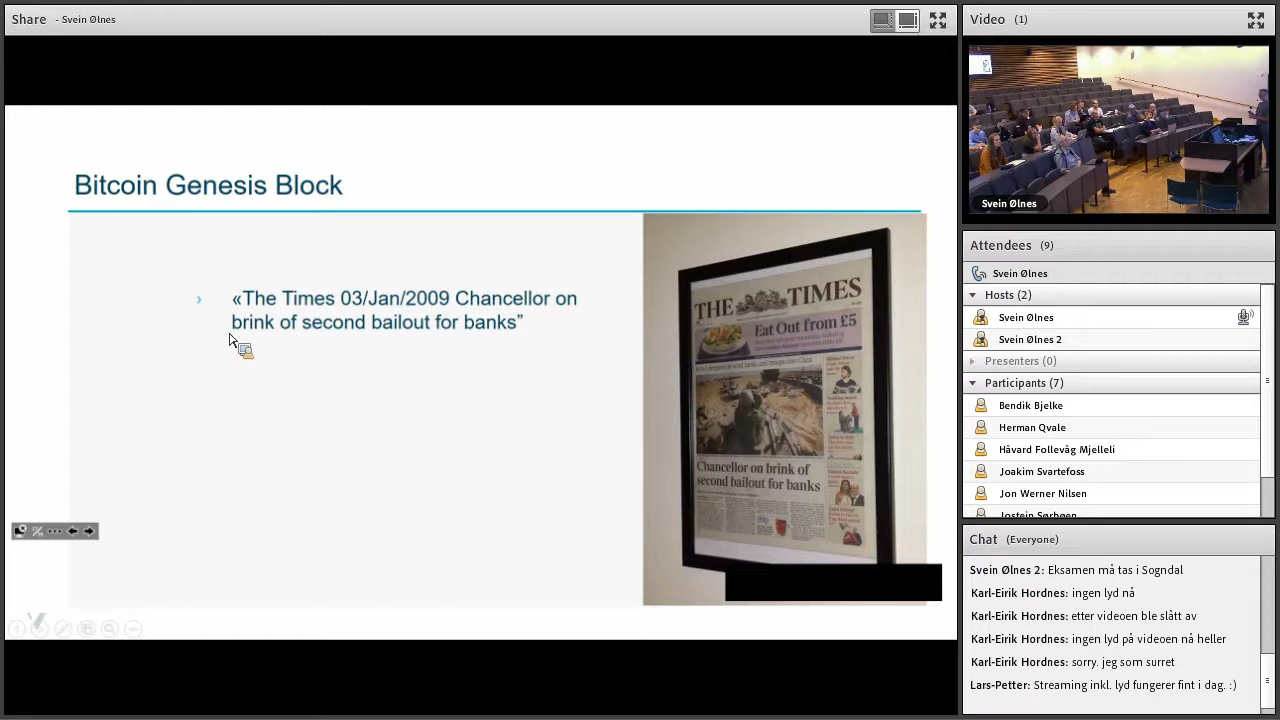 Share - Svein Ølnes
Bitcoin Genesis Block
› «The Times 03/Jan/2009 Chancellor on
brink of second bailout for banks”
THE TIMES
Eat Out from £5
Chancellor on brink of
second bailout for banks
Video (1)
Svein Ølnes
Attendees (9)
Svein Ølnes
Hosts (2)
Svein Ølnes
Svein Ølnes 2
Presenters (0)
Participants (7)
Bendik Bjelke
Herman Qvale
Håvard Follevåg Mjelleli
Joakim Svartefoss
Jon Werner Nilsen
Jostein Sørbøen
Chat (Everyone)
Svein Ølnes 2: Eksamen må tas i Sogndal
Karl-Eirik Hordnes: ingen lyd nå
Karl-Eirik Hordnes: etter videoen ble slått av
Karl-Eirik Hordnes: ingen lyd på videoen nå heller
Karl-Eirik Hordnes: sorry. jeg som surret
Lars-Petter: Streaming inkl. lyd fungerer fint i dag. :)